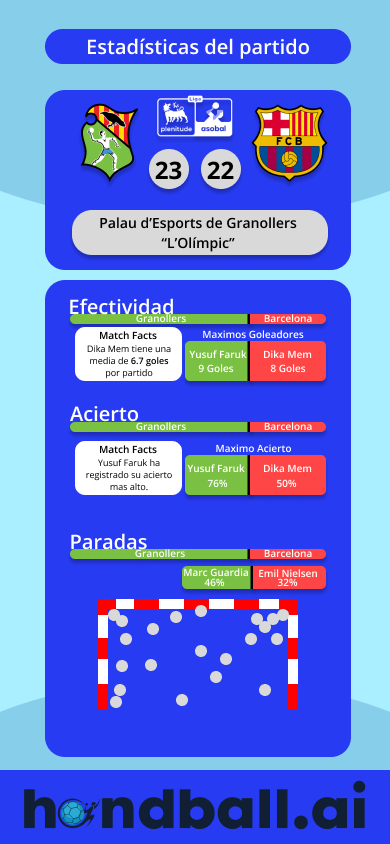 Estadísticas del partido
Liga
plenitude
asobal
F C B
23
22
Palau d’Esports de Granollers
“L’Olímpic”
Efectividad
Granollers
Barcelona
Match Facts
Dika Mem tiene una
media de 6.7 goles
por partido
Maximos Goleadores
Yusuf Faruk
9 Goles
Dika Mem
8 Goles
Acierto
Granollers
Barcelona
Match Facts
Yusuf Faruk ha
registrado su acierto
mas alto.
Maximo Acierto
Yusuf Faruk
76%
Dika Mem
50%
Paradas
Granollers
Barcelona
Marc Guardia
46%
Emil Nielsen
32%
handball.ai